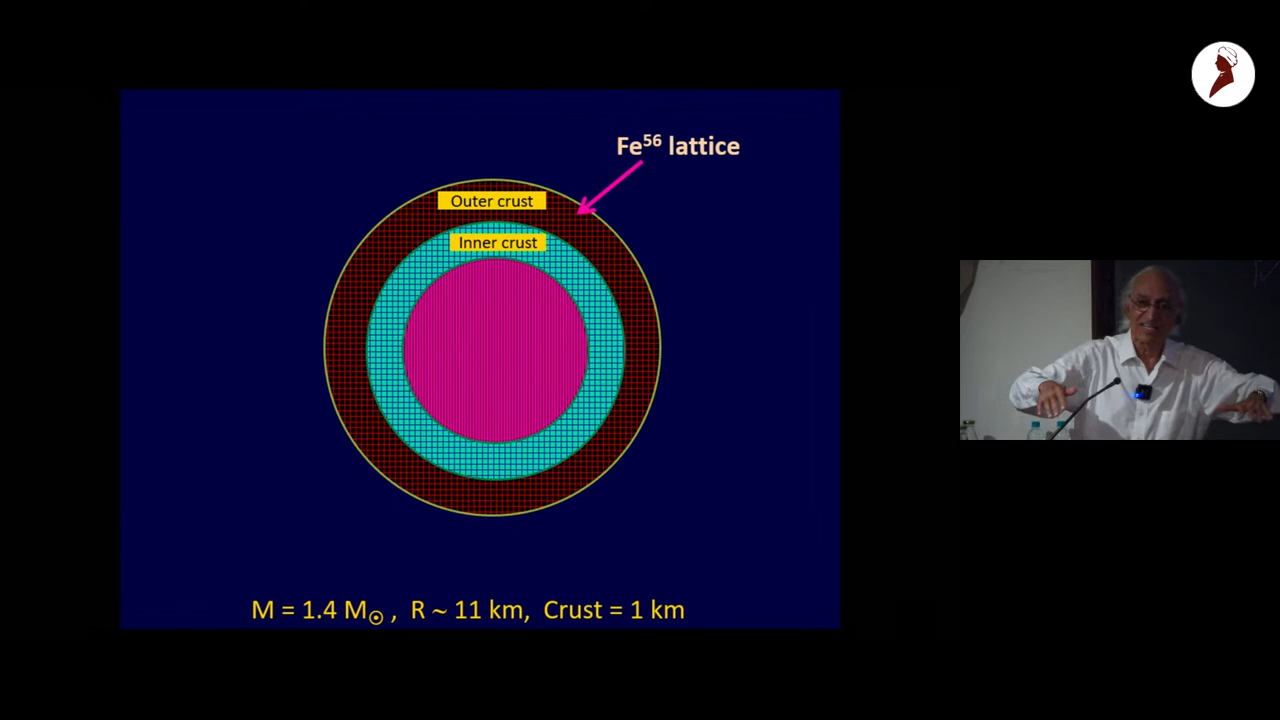 Fe⁵⁶ lattice
Outer crust
Inner crust
M = 1.4 M☉ , R ~ 11 km, Crust = 1 km